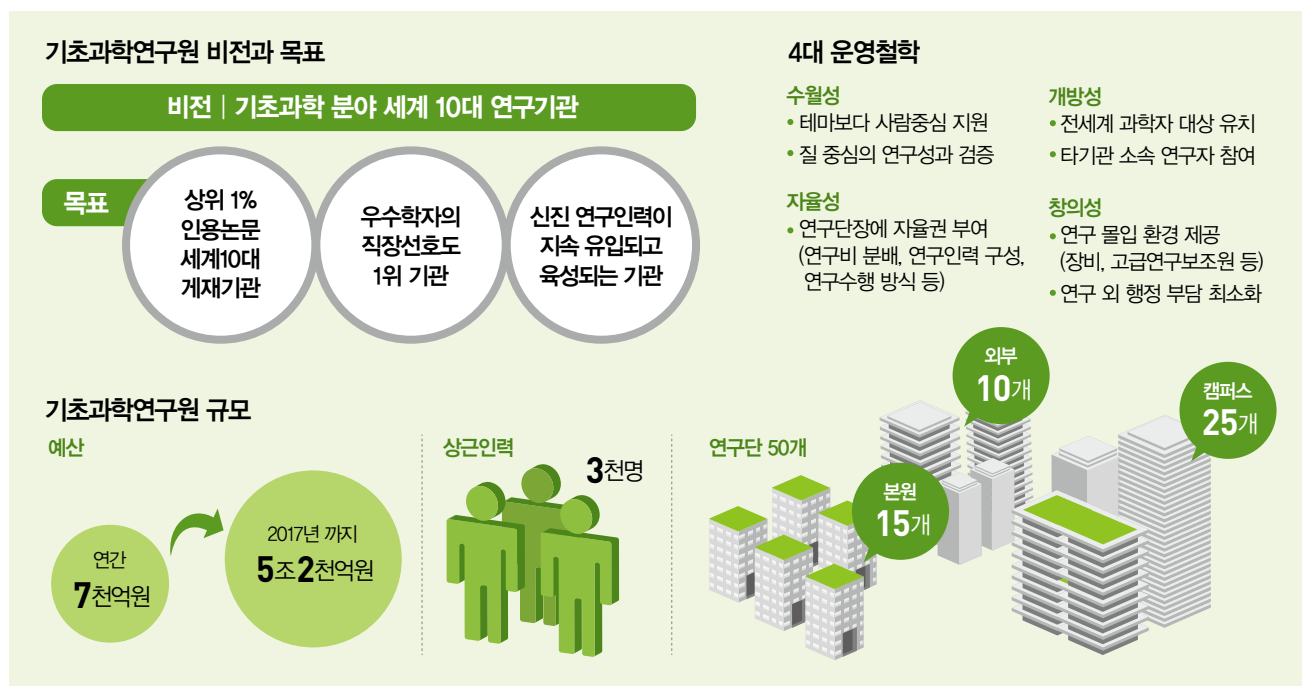 기초과학연구원 비전과 목표
비전 | 기초과학 분야 세계 10대 연구기관
목표
상위 1%
인용논문
세계10대
게재기관
우수학자의
직장선호도
1위 기관
신진 연구인력이
지속 유입되고
육성되는 기관
4대 운영철학
수월성
• 테마보다 사람중심 지원
• 질 중심의 연구성과 검증
개방성
• 전세계 과학자 대상 유치
• 타기관 소속 연구자 참여
자율성
• 연구단장에 자율권 부여
(연구비 분배, 연구인력 구성,
연구수행 방식 등)
창의성
• 연구 몰입 환경 제공
(장비, 고급연구보조원 등)
• 연구 외 행정 부담 최소화
기초과학연구원 규모
예산
연간
7천억원
2017년 까지
5조2천억원
상근인력
3천명
연구단 50개
본원
15개
외부
10개
캠퍼스
25개